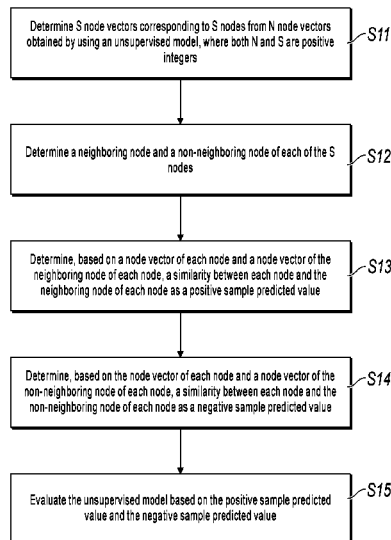 Determine S node vectors corresponding to S nodes from N node vectors
obtained by using an unsupervised model, where both N and S are positive
integers
S11
Determine a neighboring node and a non-neighboring node of each of the S
nodes
S12
Determine, based on a node vector of each node and a node vector of the
neighboring node of each node, a similarity between each node and the
neighboring node of each node as a positive sample predicted value
S13
Determine, based on the node vector of each node and a node vector of the
non-neighboring node of each node, a similarity between each node and the
non-neighboring node of each node as a negative sample predicted value
S14
Evaluate the unsupervised model based on the positive sample predicted
value and the negative sample predicted value
S15